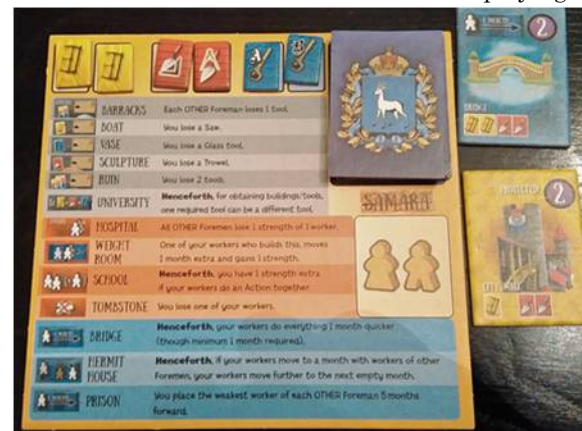 BARRACKS Each OTHER Foreman loses 1 tool.
BOAT You lose a Saw.
VASE You lose a Glass tool.
SCULPTURE You lose a Trowel.
RUIN You lose 2 tools.
UNIVERSITY Henceforth, for obtaining buildings/tools,
one required tool can be a different tool.
HOSPITAL All OTHER Foremen lose 1 strength of 1 worker.
WEIGHT ROOM One of your workers who builds this, moves
1 month extra and gains 1 strength.
SCHOOL Henceforth, you have 1 strength extra
if your workers do an Action together.
TOMBSTONE You lose one of your workers.
BRIDGE Henceforth, your workers do everything 1 month quicker
(though minimum 1 month required).
HERMIT HOUSE Henceforth, if your workers move to a month with workers of other
Foremen, your workers move further to the next empty month.
PRISON You place the weakest worker of each OTHER Foreman 5 months
forward.
SAMARA
2
BRIDGE
2
CITY WALL